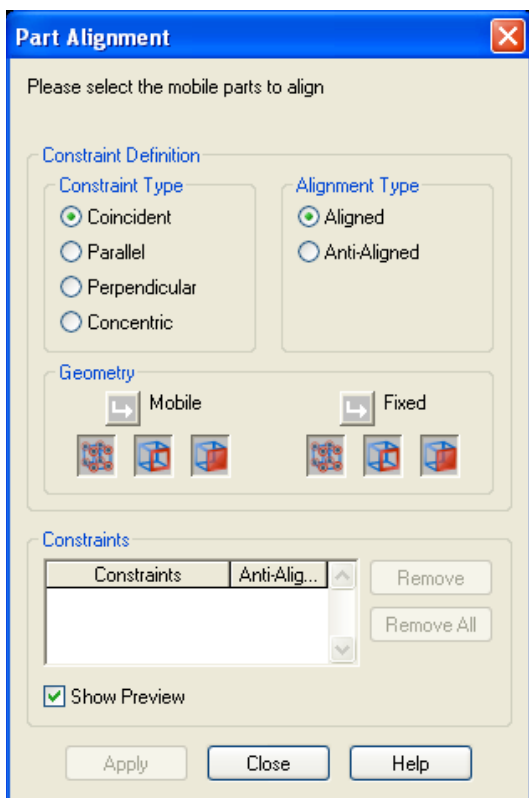 Part Alignment
Please select the mobile parts to align
Constraint Definition
Constraint Type
Coincident
Parallel
Perpendicular
Concentric
Alignment Type
Aligned
Anti-Aligned
Geometry
Mobile
Fixed
Constraints
Constraints Anti-Alig...
Remove
Remove All
Show Preview
Apply Close Help